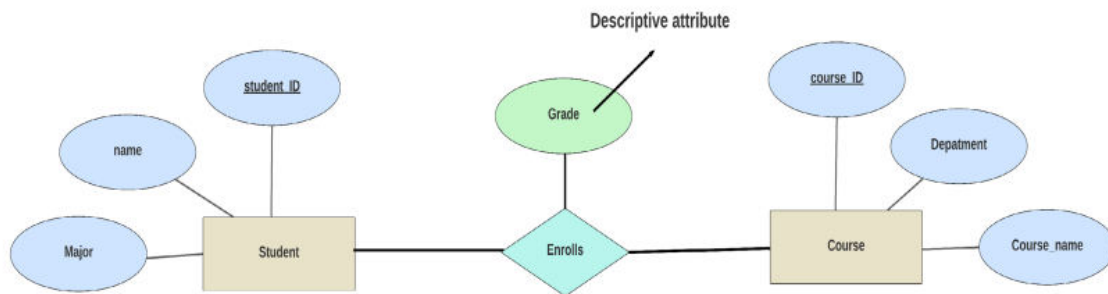 Descriptive attribute
student_ID
course_ID
Grade
name
Depatment
Major
Student
Enrolls
Course
Course_name